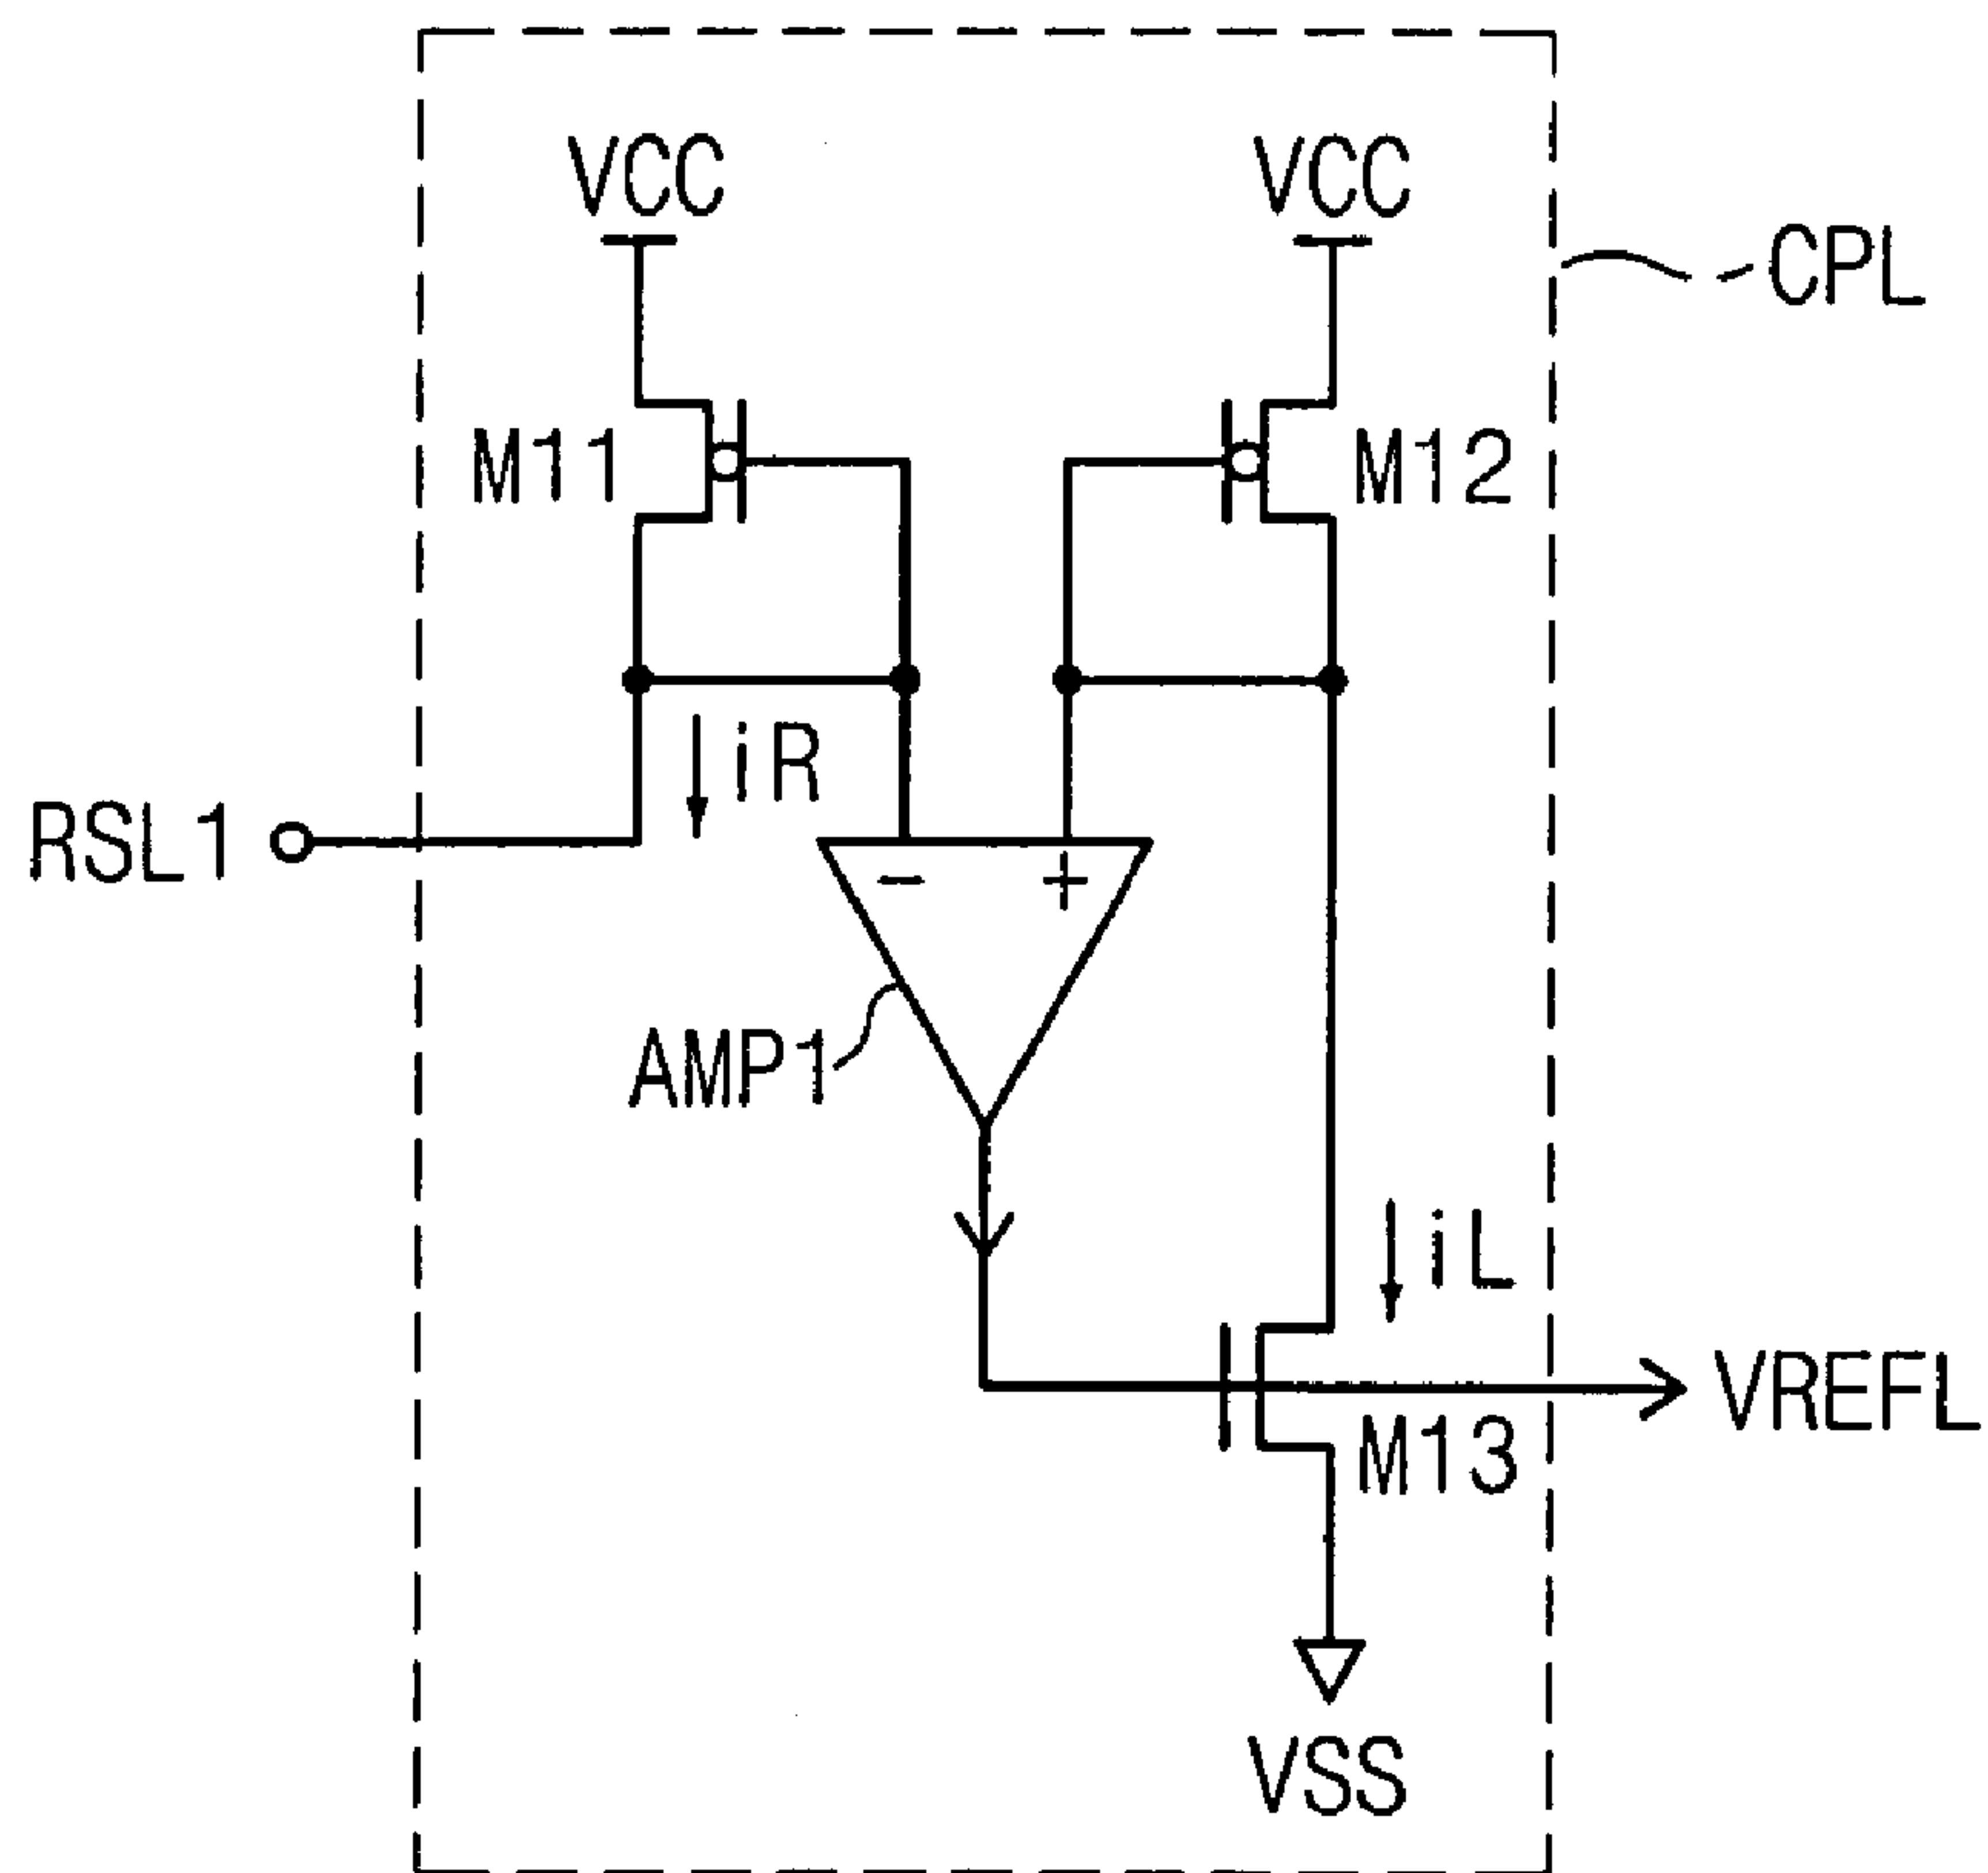 VCC
VCC
CPL
M11
M12
iR
RSL1
-
+
AMP1
iL
VREFL
M13
VSS